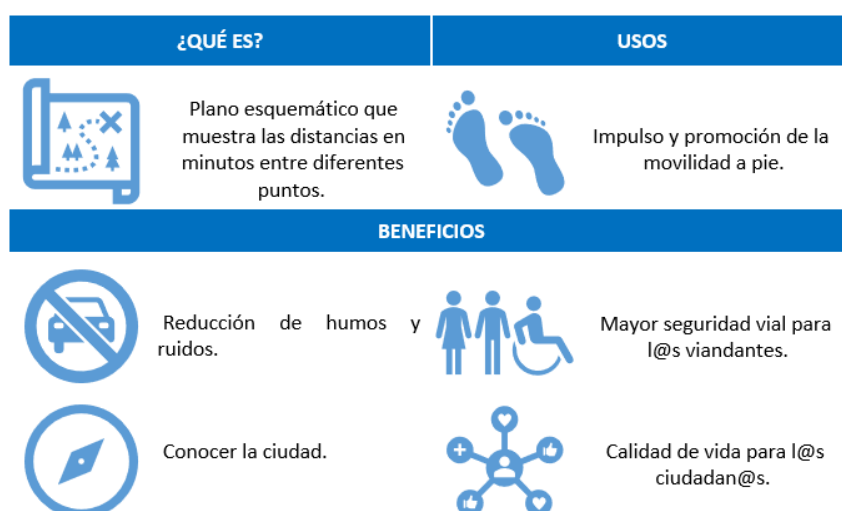 ¿QUÉ ES?
USOS
Plano esquemático que
muestra las distancias en
minutos entre diferentes
puntos.
Impulso y promoción de la
movilidad a pie.
BENEFICIOS
Reducción de humos y
ruidos.
Mayor seguridad vial para
l@s viandantes.
Conocer la ciudad.
Calidad de vida para l@s
ciudadan@s.